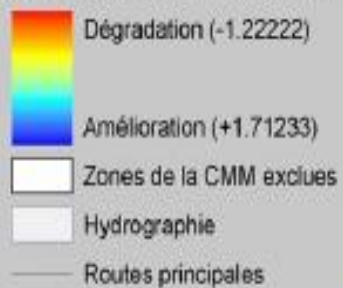 Dégradation (-1.22222)
Amélioration (+1.71233)
Zones de la CMM exclues
Hydrographie
Routes principales